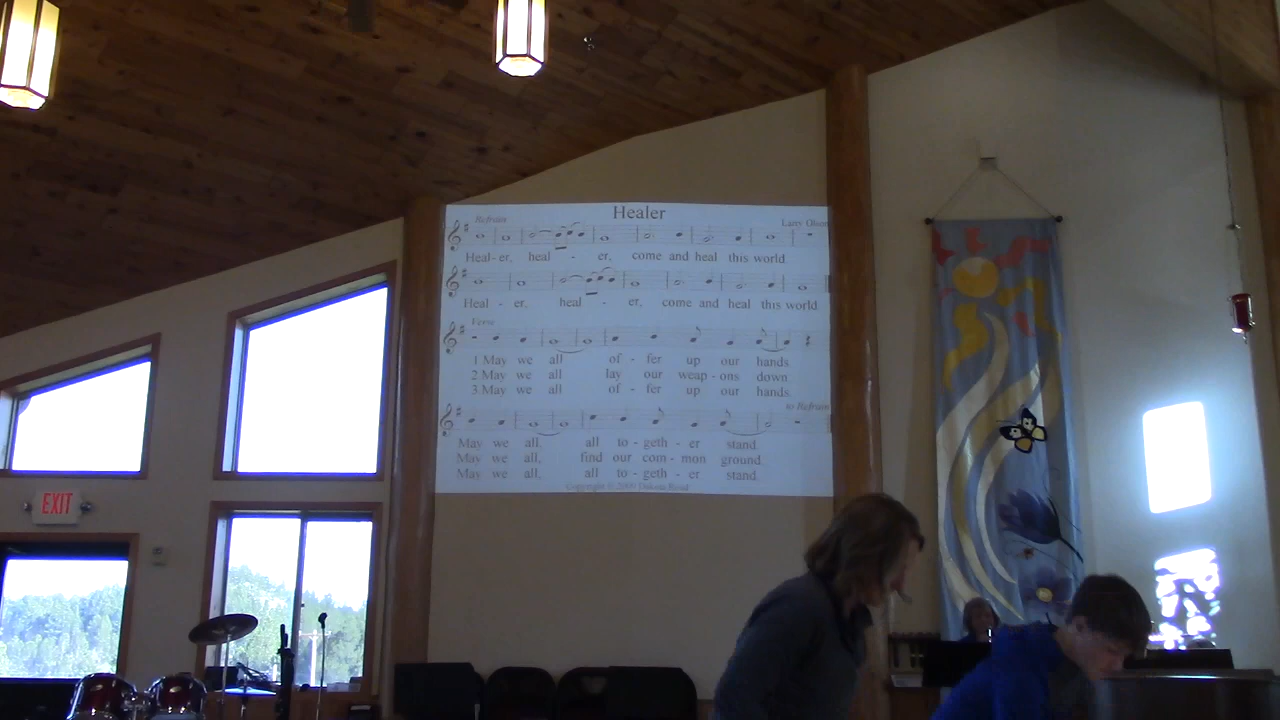 Healer
Refrain
Larry Olson
Heal - er, heal - er, come and heal this world.
Heal - er, heal - er, come and heal this world.
Verse
1 May we all of - fer up our hands.
2 May we all lay our weap - ons down.
3 May we all of - fer up our hands.
to Refrain
May we all, all to - geth - er stand.
May we all, find our com - mon ground.
May we all, all to - geth - er stand.
Copyright © 2009 Dakota Road
EXIT